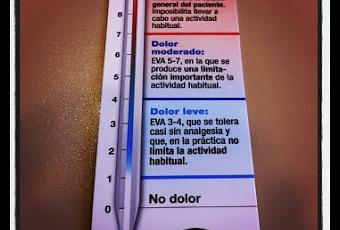 general del paciente.
Imposibilita llevar a
cabo una actividad
habitual.
Dolor
moderado:
EVA 5-7, en la que se
produce una limita-
ción importante de la
actividad habitual.
Dolor leve:
EVA 3-4, que se tolera
casi sin analgesia y
que, en la práctica no
limita la actividad
habitual.
No dolor
8
7
6
5
4
3
2
1
0